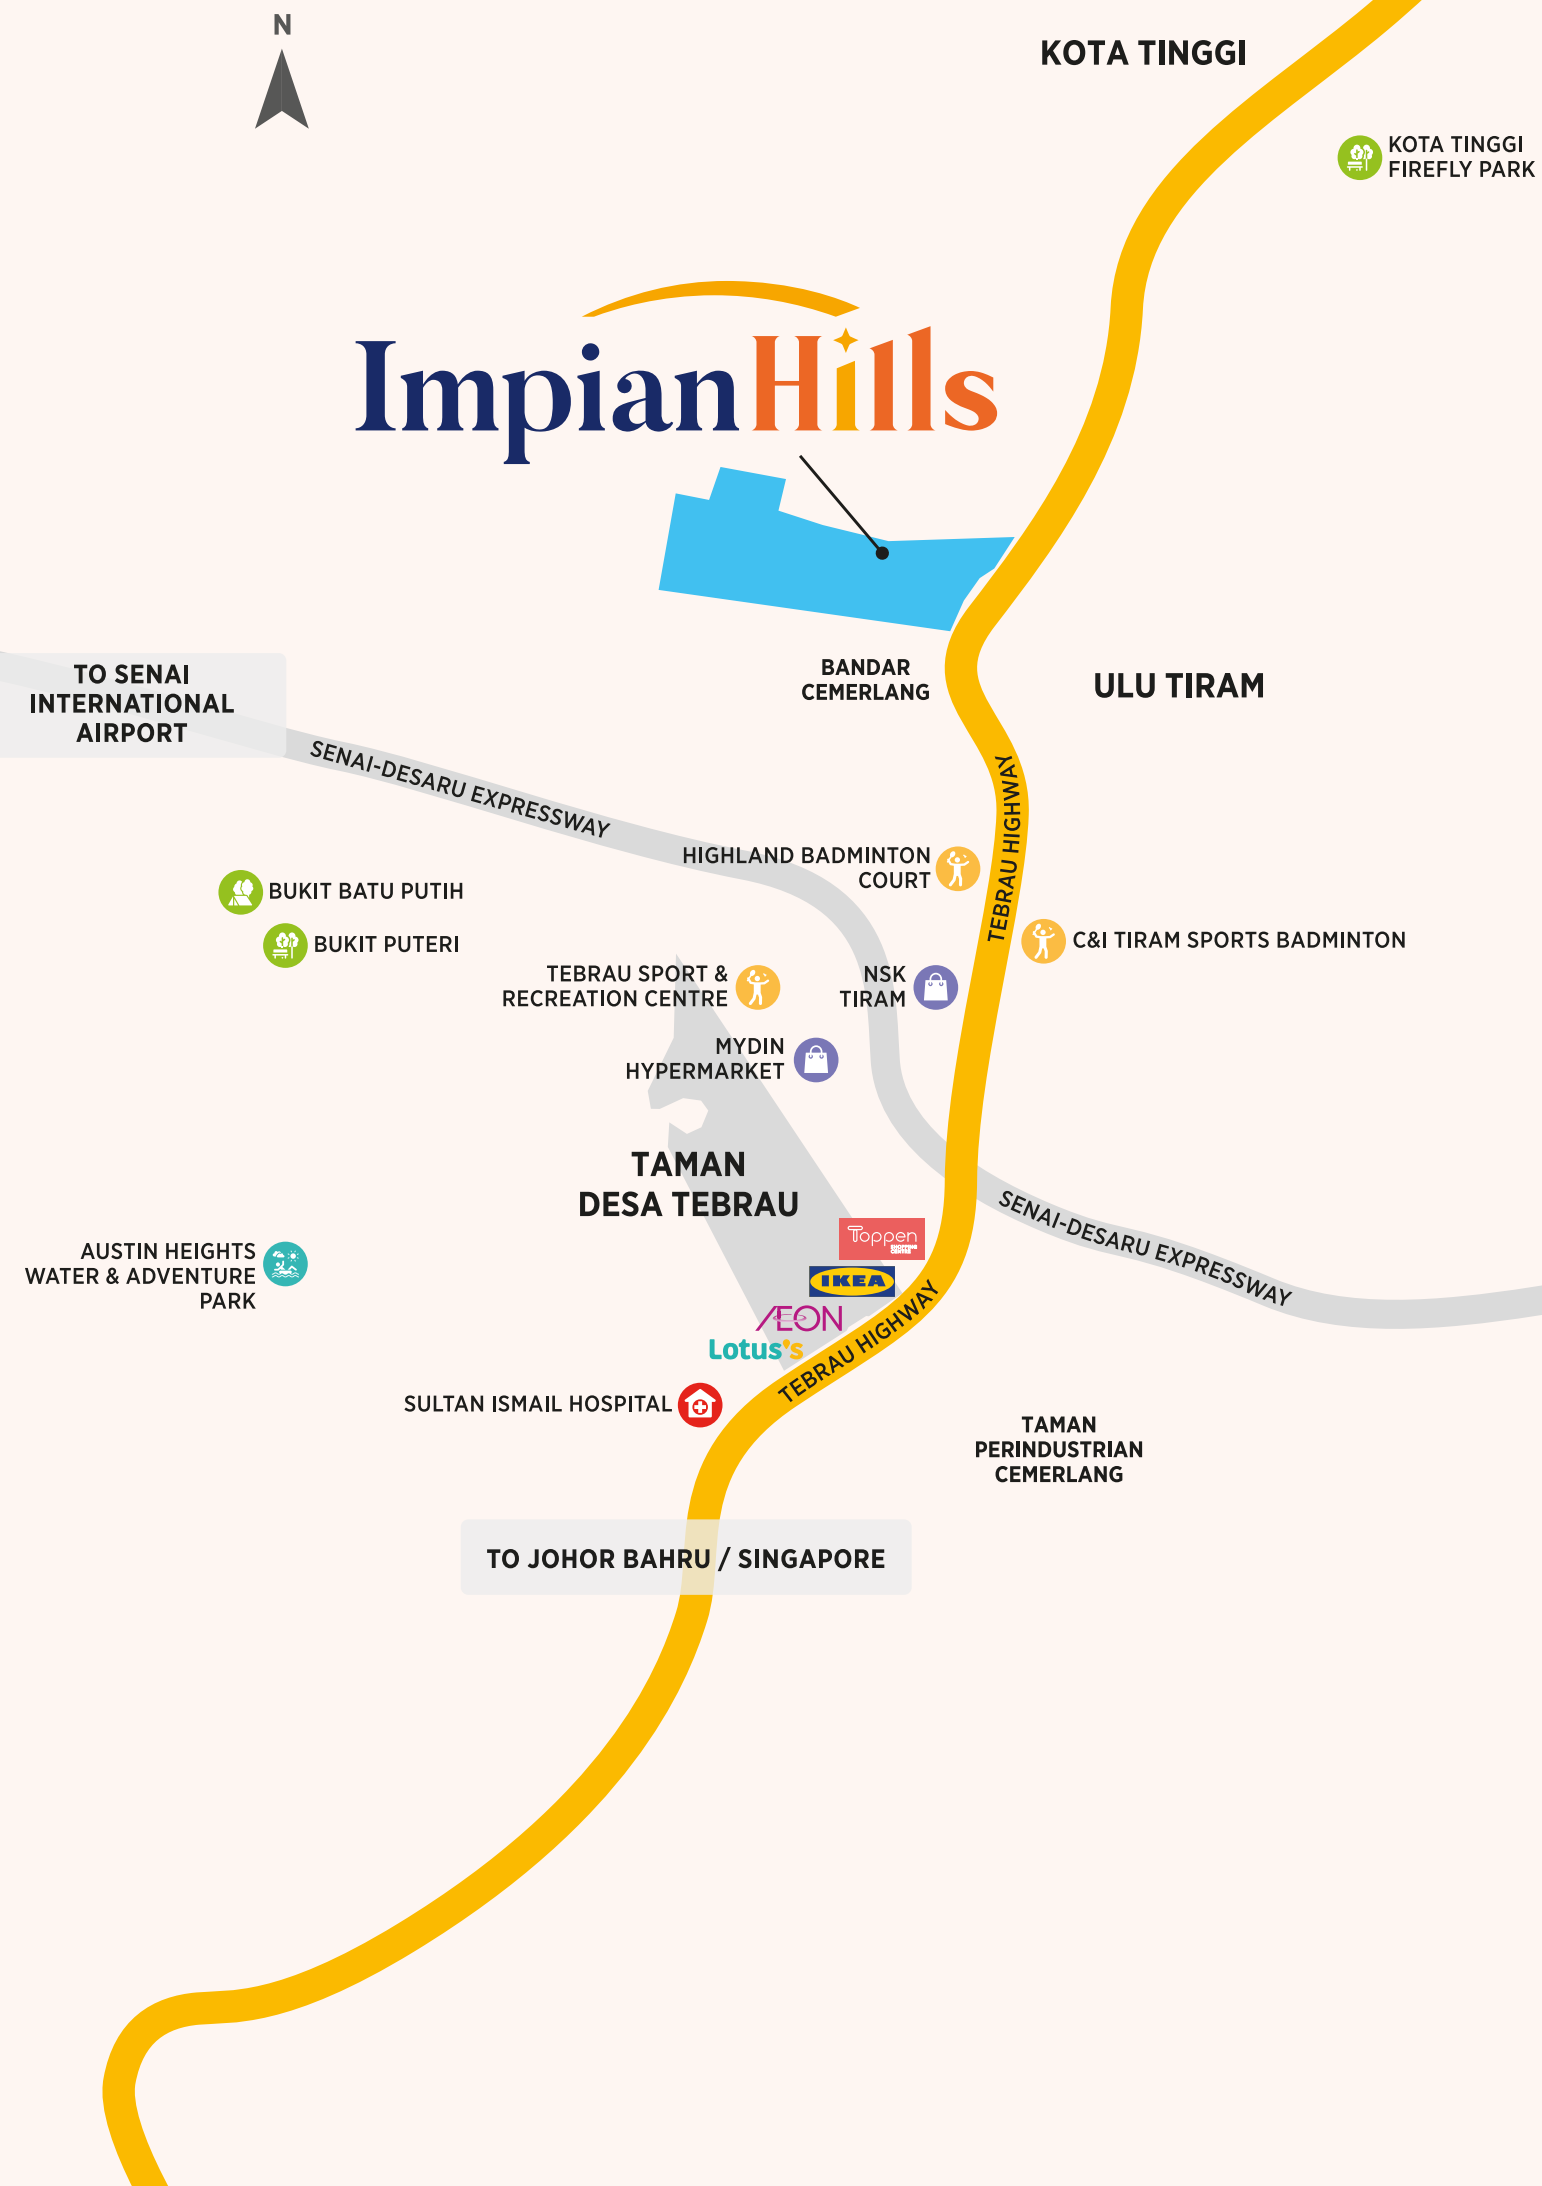 N
KOTA TINGGI
KOTA TINGGI
FIREFLY PARK
ImpianHills
BANDAR
CEMERLANG
ULU TIRAM
TO SENAI
INTERNATIONAL
AIRPORT
SENAI-DESARU EXPRESSWAY
TEBRAU HIGHWAY
HIGHLAND BADMINTON
COURT
BUKIT BATU PUTIH
BUKIT PUTERI
C&I TIRAM SPORTS BADMINTON
TEBRAU SPORT &
RECREATION CENTRE
NSK
TIRAM
MYDIN
HYPERMARKET
TAMAN
DESA TEBRAU
SENAI-DESARU EXPRESSWAY
Toppen
SHOPPING
CENTRE
AUSTIN HEIGHTS
WATER & ADVENTURE
PARK
IKEA
ÆON
Lotus's
TEBRAU HIGHWAY
SULTAN ISMAIL HOSPITAL
TAMAN
PERINDUSTRIAN
CEMERLANG
TO JOHOR BAHRU / SINGAPORE